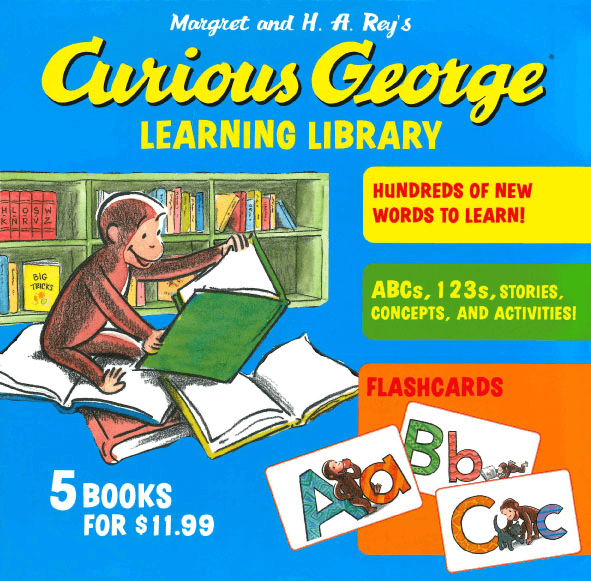 Margret and H. A. Rey's
Curious George®
LEARNING LIBRARY
HUNDREDS OF NEW
WORDS TO LEARN!
ABCs, 123s, STORIES,
CONCEPTS, AND ACTIVITIES!
BIG
TRICKS
FLASHCARDS
Aa
Bb
Cc
5 BOOKS
FOR $11.99